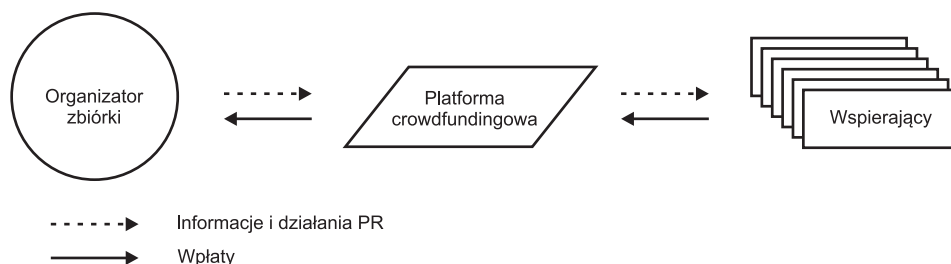 Organizator
zbiórki
Platforma
crowdfundingowa
Wspierający
Informacje i działania PR
Wpłaty